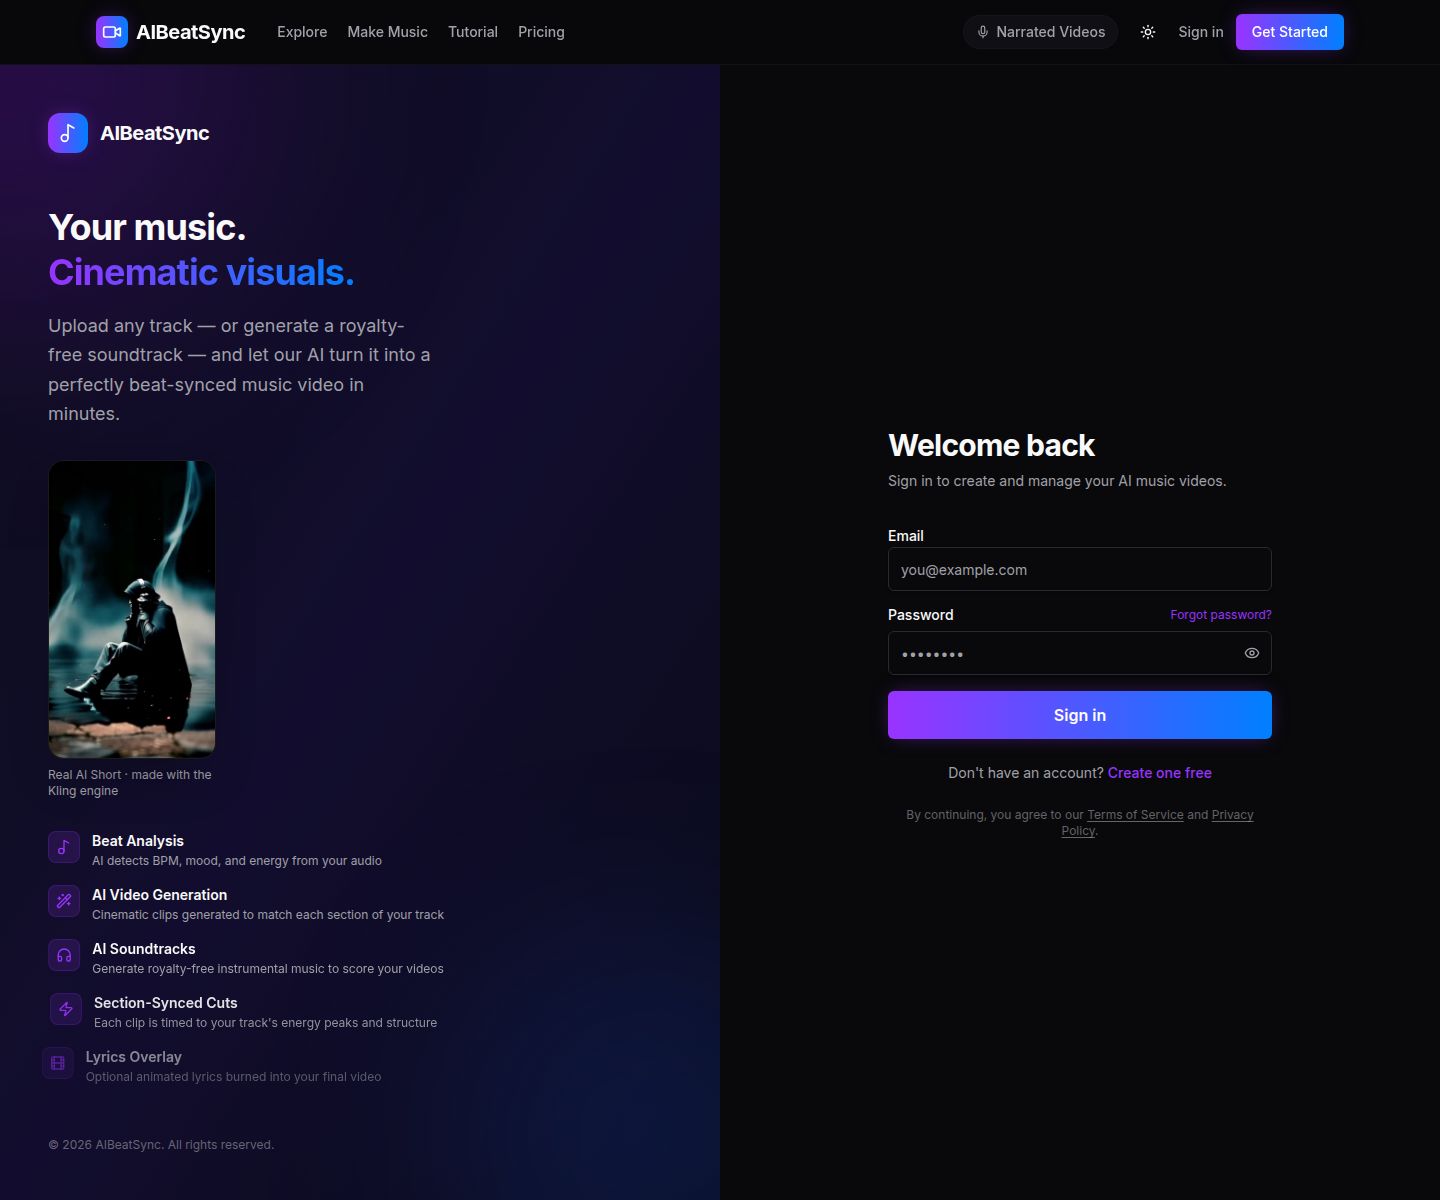 AIBeatSync
Explore
Make Music
Tutorial
Pricing
Narrated Videos
Sign in
Get Started
AIBeatSync
Your music.
Cinematic visuals.
Upload any track — or generate a royalty-
free soundtrack — and let our AI turn it into a
perfectly beat-synced music video in
minutes.
Real AI Short · made with the
Kling engine
Beat Analysis
AI detects BPM, mood, and energy from your audio
AI Video Generation
Cinematic clips generated to match each section of your track
AI Soundtracks
Generate royalty-free instrumental music to score your videos
Section-Synced Cuts
Each clip is timed to your track's energy peaks and structure
Lyrics Overlay
Optional animated lyrics burned into your final video
© 2026 AIBeatSync. All rights reserved.
Welcome back
Sign in to create and manage your AI music videos.
Email
you@example.com
Password
Forgot password?
••••••••
Sign in
Don't have an account? Create one free
By continuing, you agree to our Terms of Service and Privacy
Policy.